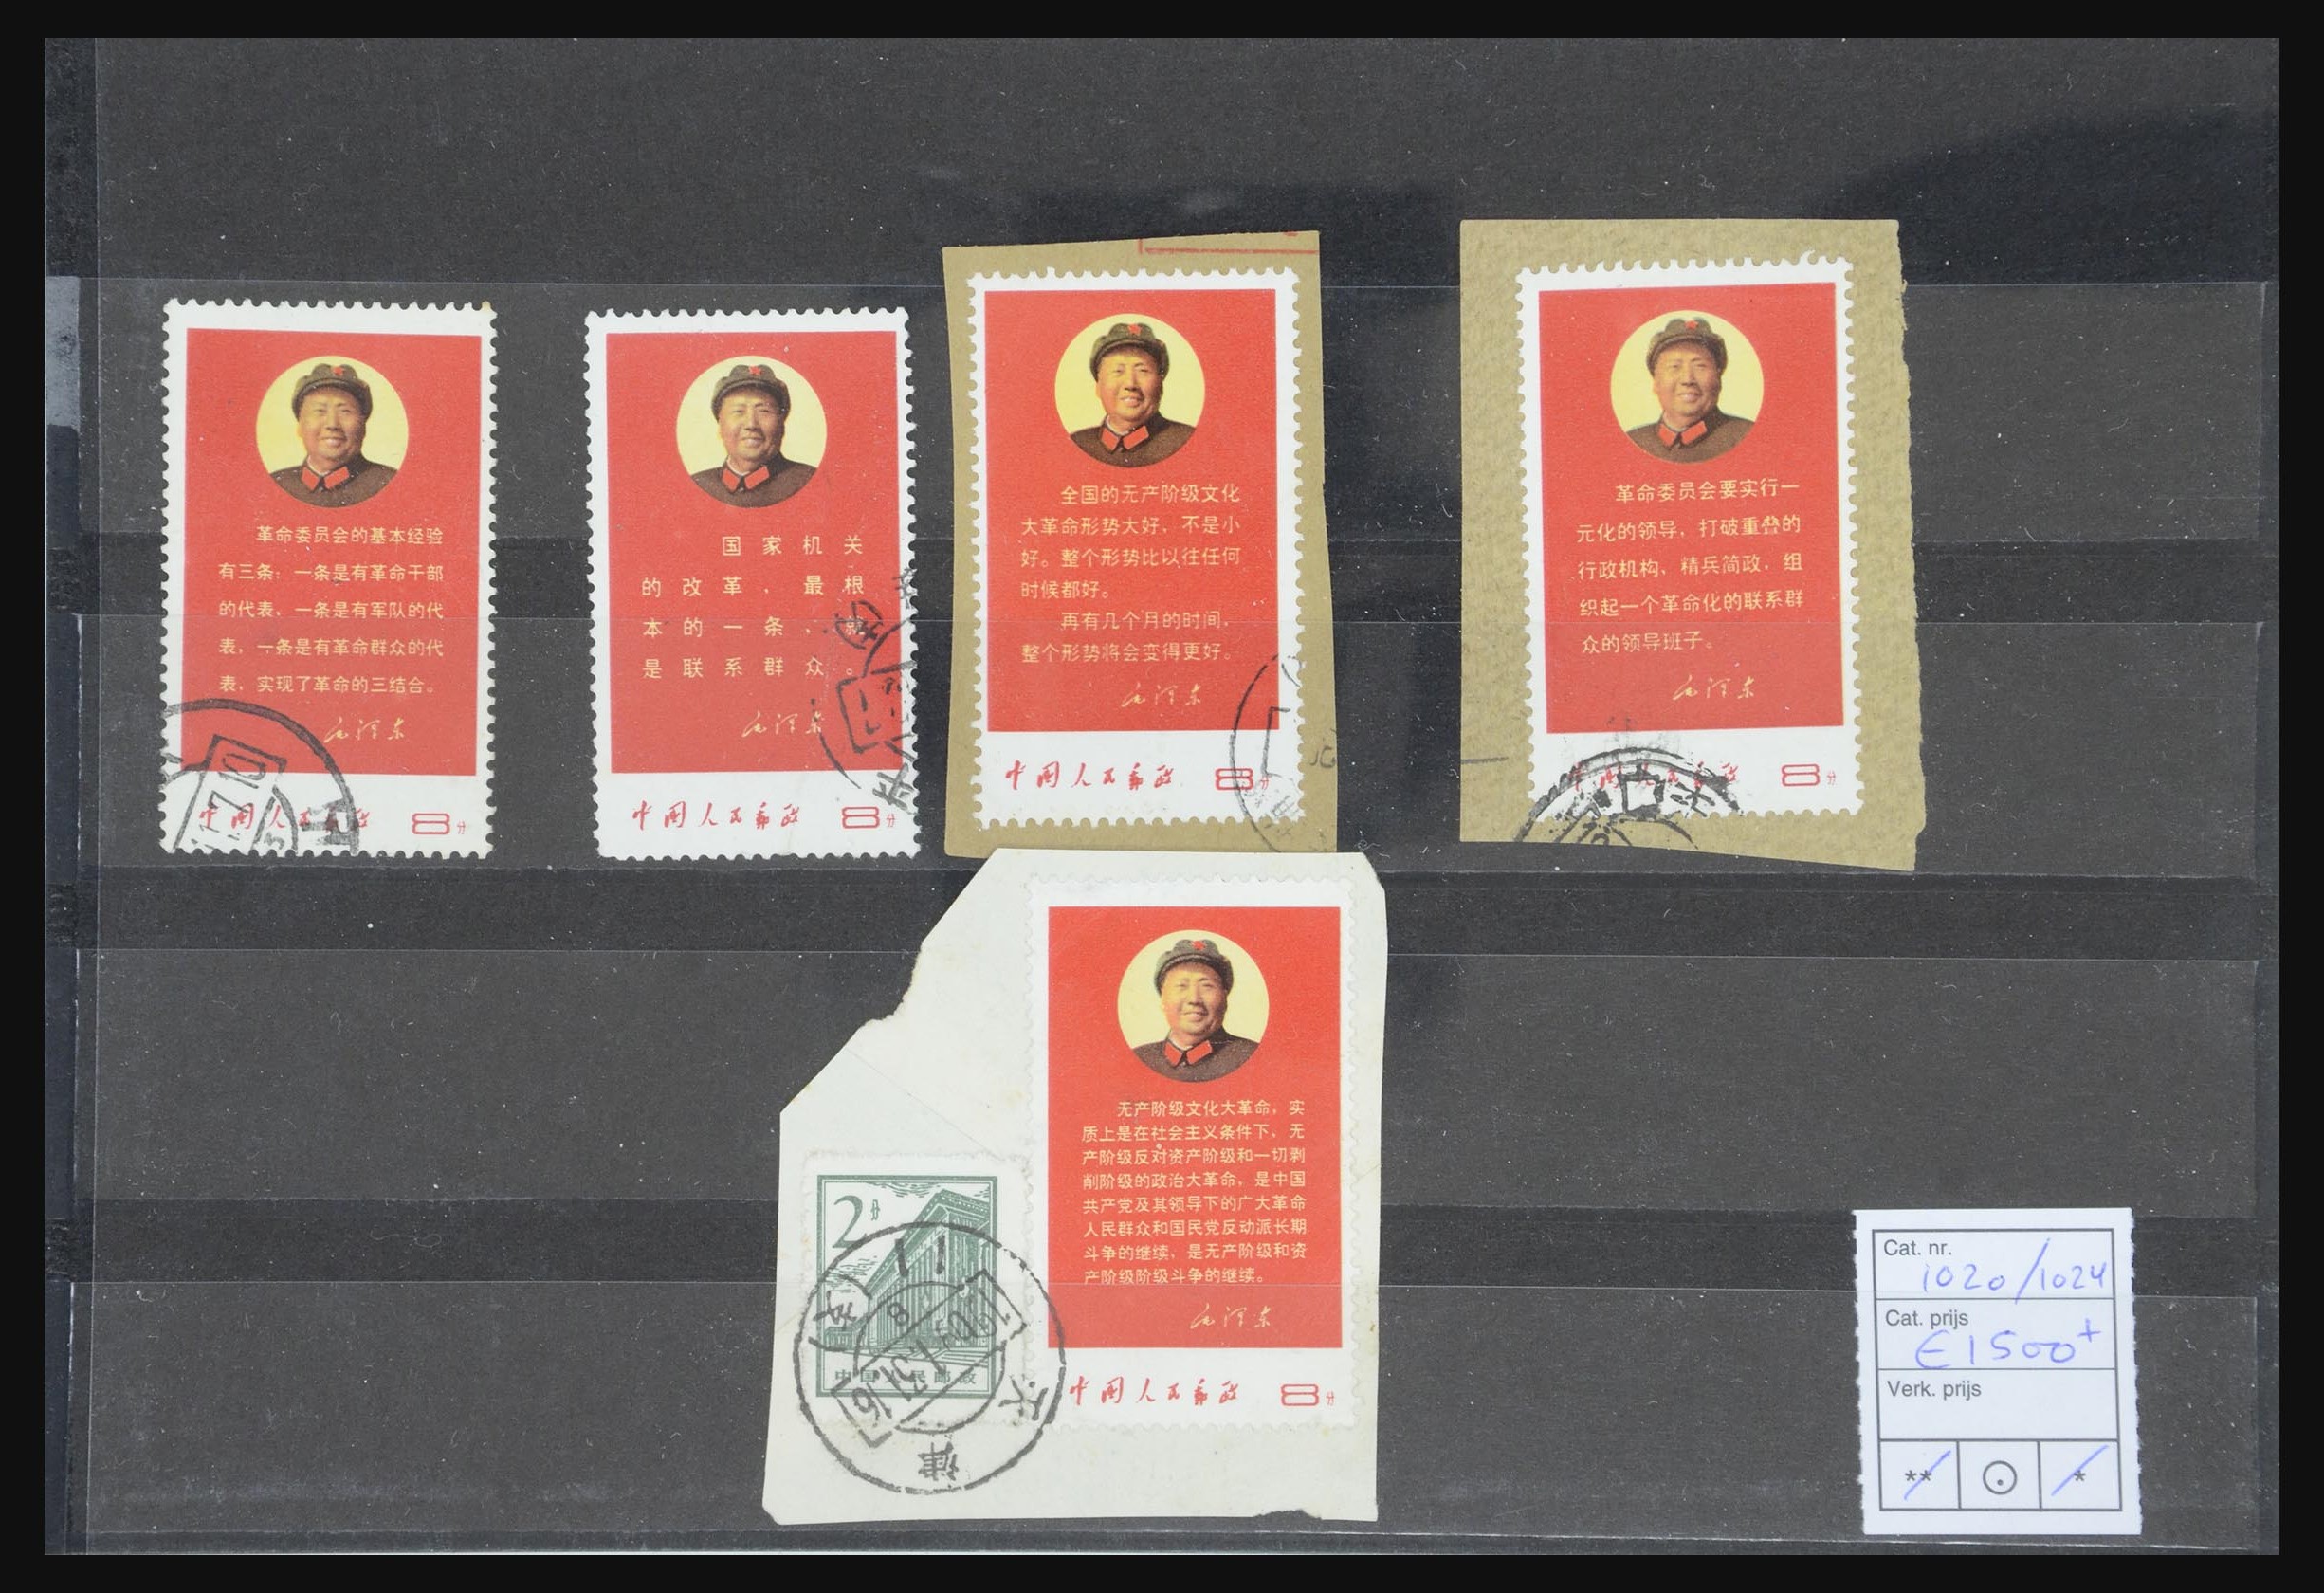 革命委员会的基本经验
有三条：一条是有革命干部
的代表，一条是有军队的代
表，一条是有革命群众的代
表，实现了革命的三结合。
毛泽东
中国人民邮政 8分
国家机关
的改革，最根
本的一条，就
是联系群众。
毛泽东
中国人民邮政 8分
全国的无产阶级文化
大革命形势大好，不是小
好。整个形势比以往任何
时候都好。
再有几个月的时间，
整个形势将会变得更好。
毛泽东
中国人民邮政 8分
革命委员会要实行一
元化的领导，打破重叠的
行政机构，精兵简政，组
织起一个革命化的联系群
众的领导班子。
毛泽东
中国人民邮政 8分
无产阶级文化大革命，实
质上是在社会主义条件下，无
产阶级反对资产阶级和一切剥
削阶级的政治大革命，是中国
共产党及其领导下的广大革命
人民群众和国民党反动派长期
斗争的继续，是无产阶级和资
产阶级阶级斗争的继续。
毛泽东
中国人民邮政 8分
2分
中国人民邮政
天津
Cat. nr.
1020/1024
Cat. prijs
€1500+
Verk. prijs
** ⊙ *